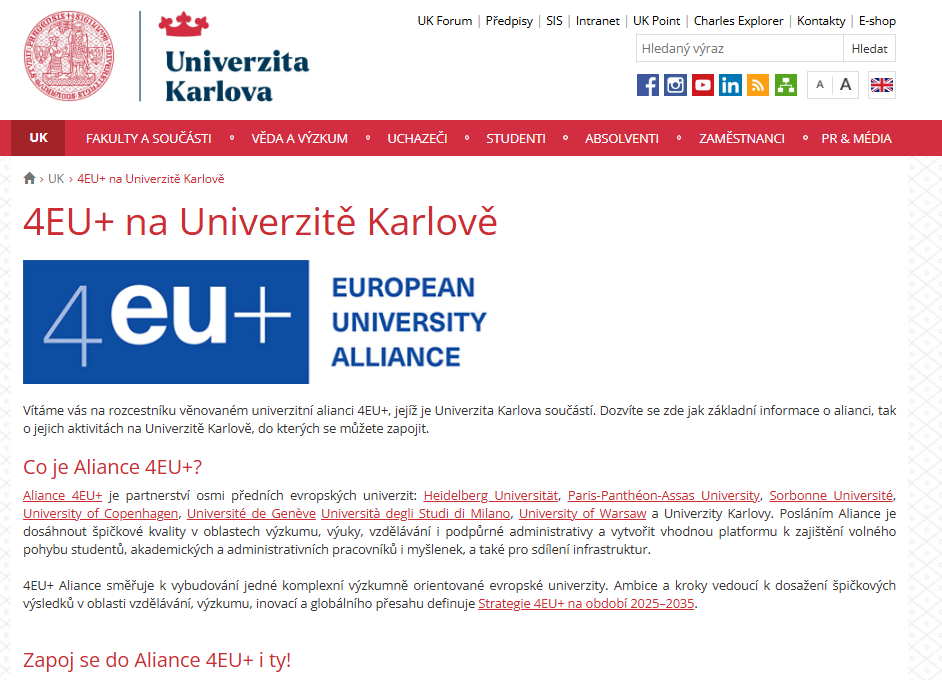 UK Forum | Předpisy | SIS | Intranet | UK Point | Charles Explorer | Kontakty | E-shop
Univerzita
Karlova
Hledaný výraz
Hledat
A A
UK FAKULTY A SOUČÁSTI VĚDA A VÝZKUM UCHAZEČI STUDENTI ABSOLVENTI ZAMĚSTNANCI PR & MÉDIA
› UK › 4EU+ na Univerzitě Karlově
4EU+ na Univerzitě Karlově
4eu+
EUROPEAN
UNIVERSITY
ALLIANCE
Vítáme vás na rozcestníku věnovaném univerzitní alianci 4EU+, jejíž je Univerzita Karlova součástí. Dozvíte se zde jak základní informace o alianci, tak
o jejich aktivitách na Univerzitě Karlově, do kterých se můžete zapojit.
Co je Aliance 4EU+?
Aliance 4EU+ je partnerství osmi předních evropských univerzit: Heidelberg Universität, Paris-Panthéon-Assas University, Sorbonne Université,
University of Copenhagen, Université de Genève Università degli Studi di Milano, University of Warsaw a Univerzity Karlovy. Posláním Aliance je
dosáhnout špičkové kvality v oblastech výzkumu, výuky, vzdělávání i podpůrné administrativy a vytvořit vhodnou platformu k zajištění volného
pohybu studentů, akademických a administrativních pracovníků i myšlenek, a také pro sdílení infrastruktur.
4EU+ Aliance směřuje k vybudování jedné komplexní výzkumně orientované evropské univerzity. Ambice a kroky vedoucí k dosažení špičkových
výsledků v oblasti vzdělávání, výzkumu, inovací a globálního přesahu definuje Strategie 4EU+ na období 2025–2035.
Zapoj se do Aliance 4EU+ i ty!